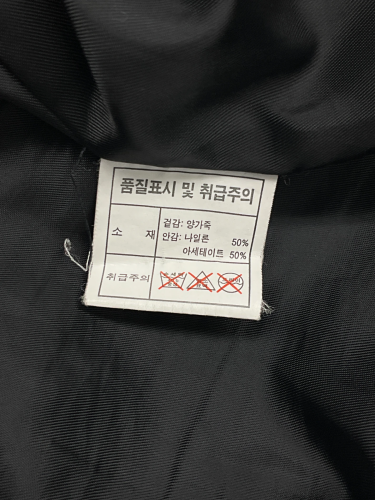 품질표시 및 취급주의
소 재
겉감: 양가죽
안감: 나일론 50%
아세테이트 50%
취급주의